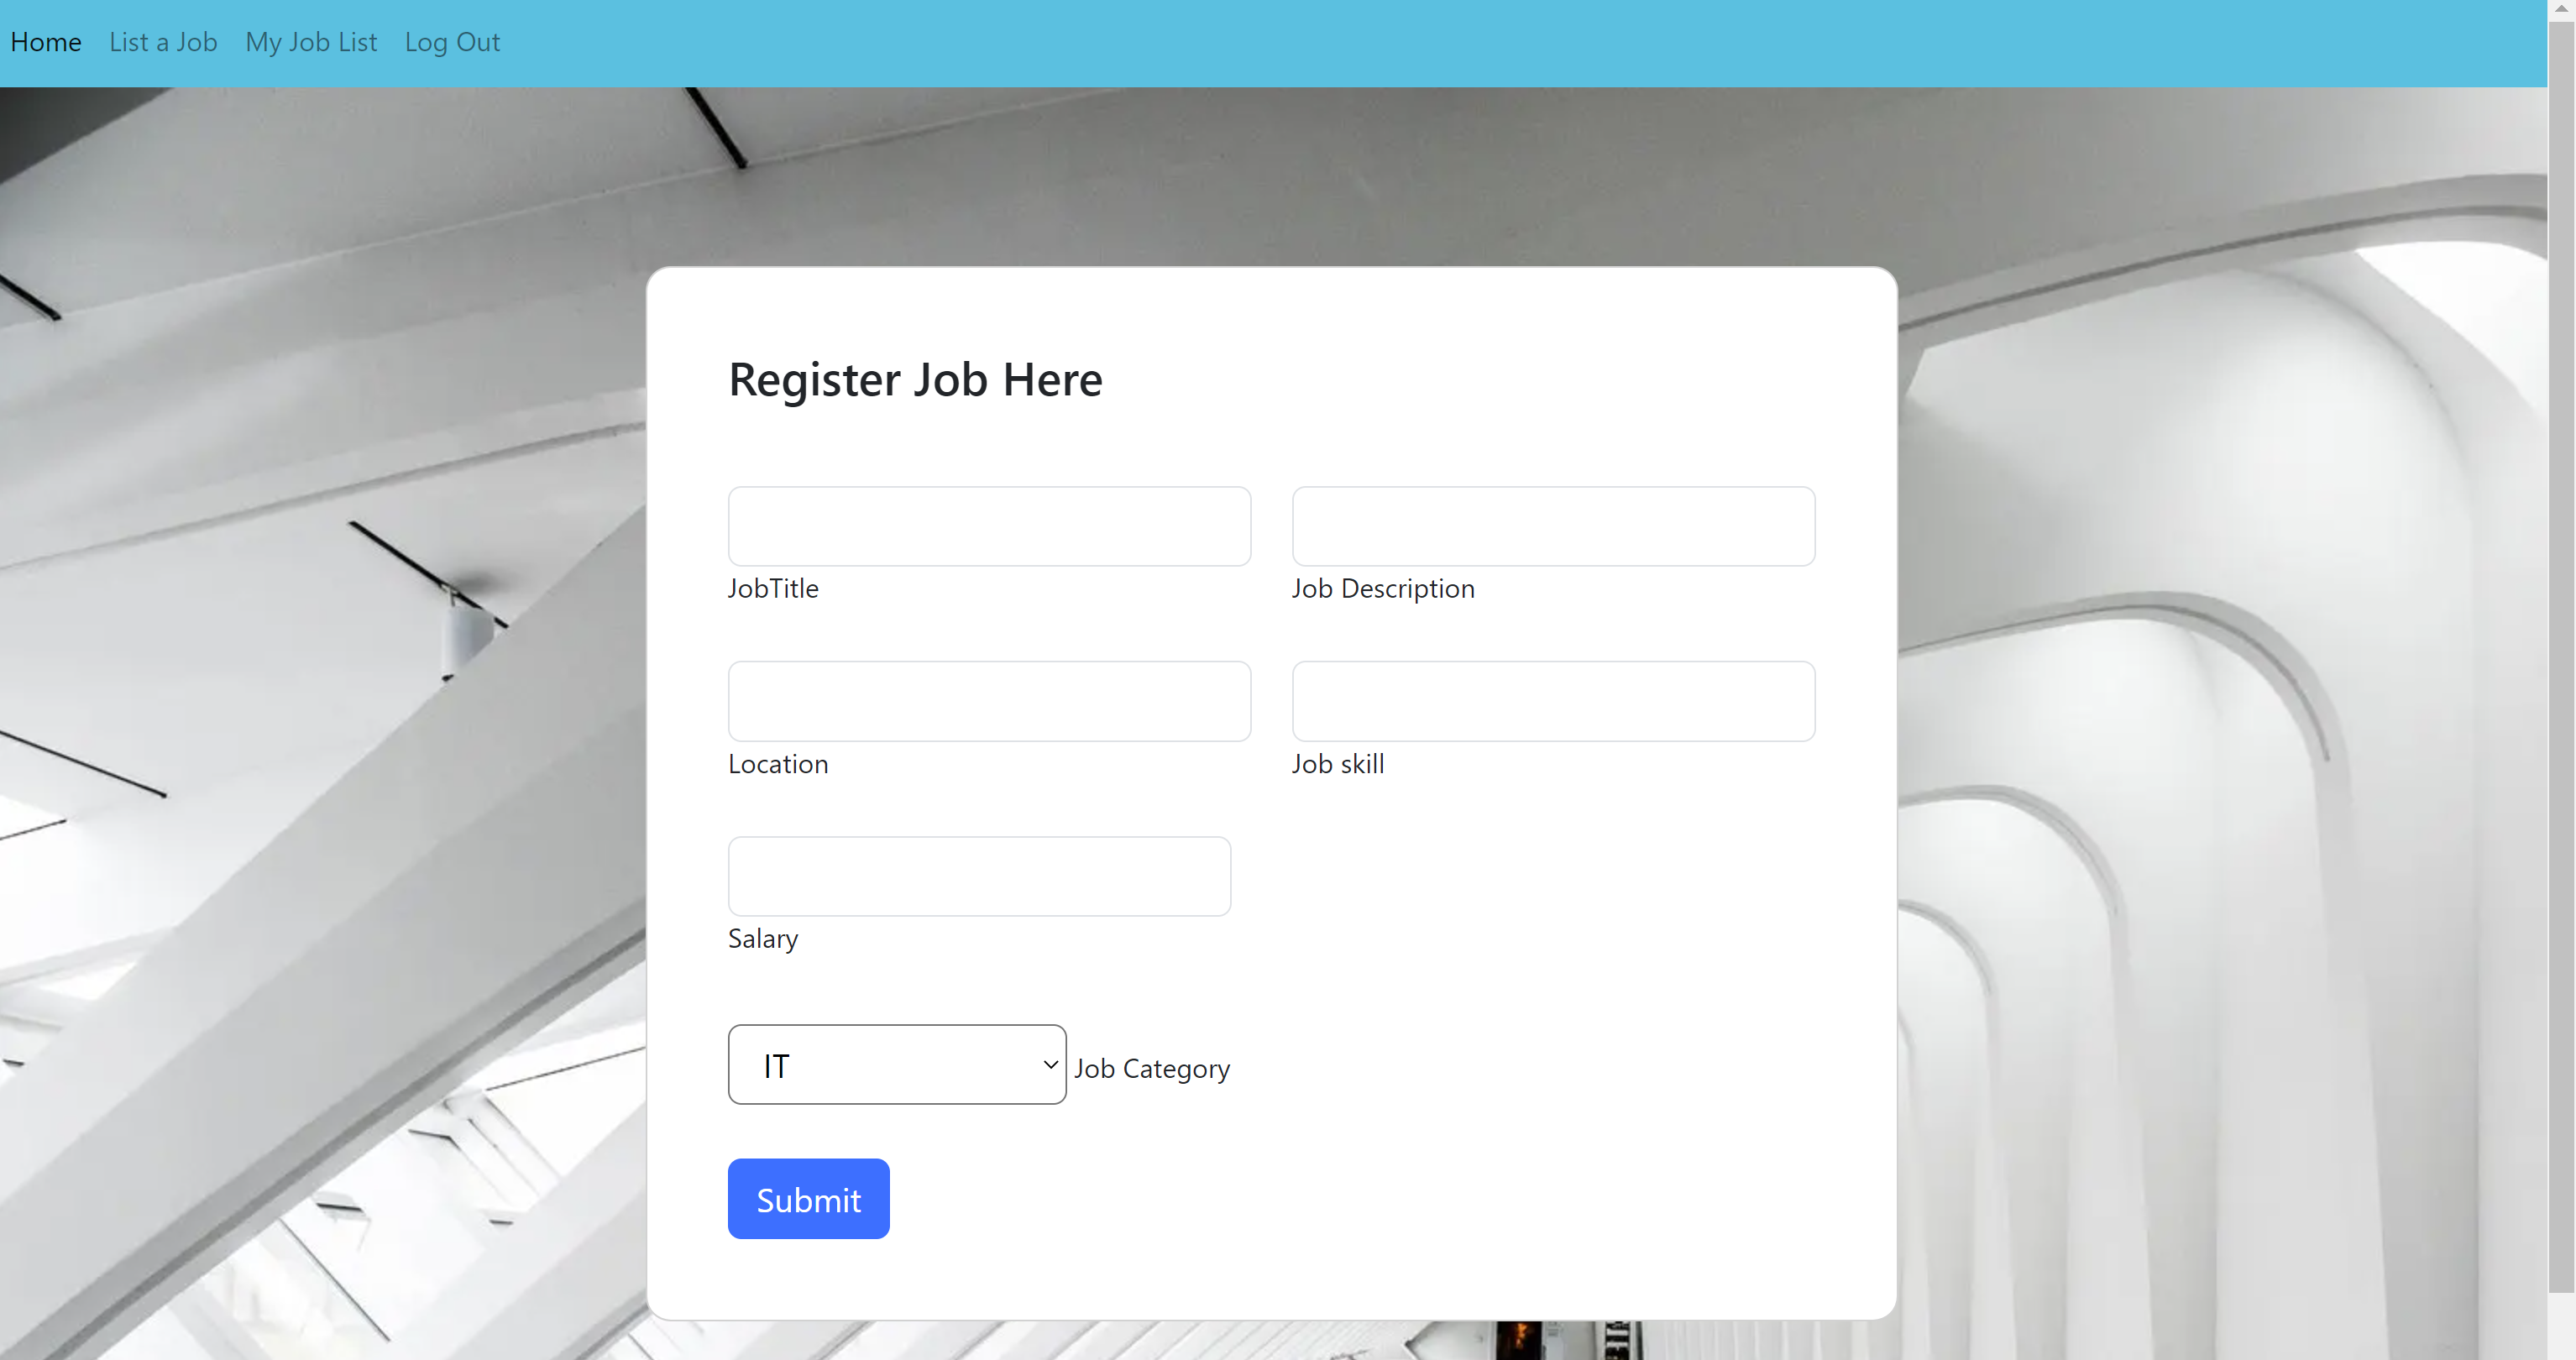 Home List a Job My Job List Log Out
Register Job Here
JobTitle Job Description
Location Job skill
Salary
IT Job Category
Submit